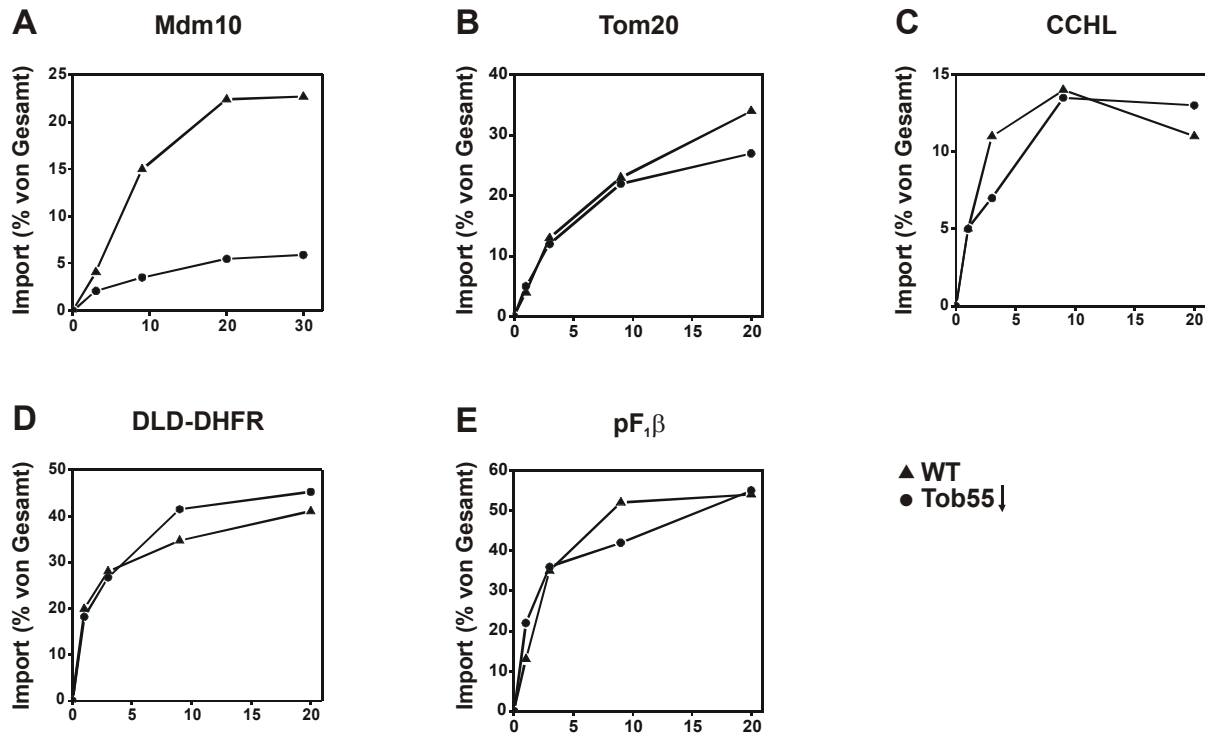 A Mdm10
Import (% von Gesamt)
25
20
15
10
5
0
0 10 20 30
B Tom20
Import (% von Gesamt)
40
30
20
10
0
0 5 10 15 20
C CCHL
Import (% von Gesamt)
15
10
5
0
0 5 10 15 20
D DLD-DHFR
Import (% von Gesamt)
50
40
30
20
10
0
0 5 10 15 20
E pF₁β
Import (% von Gesamt)
60
50
40
30
20
10
0
0 5 10 15 20
▲ WT
● Tob55↓